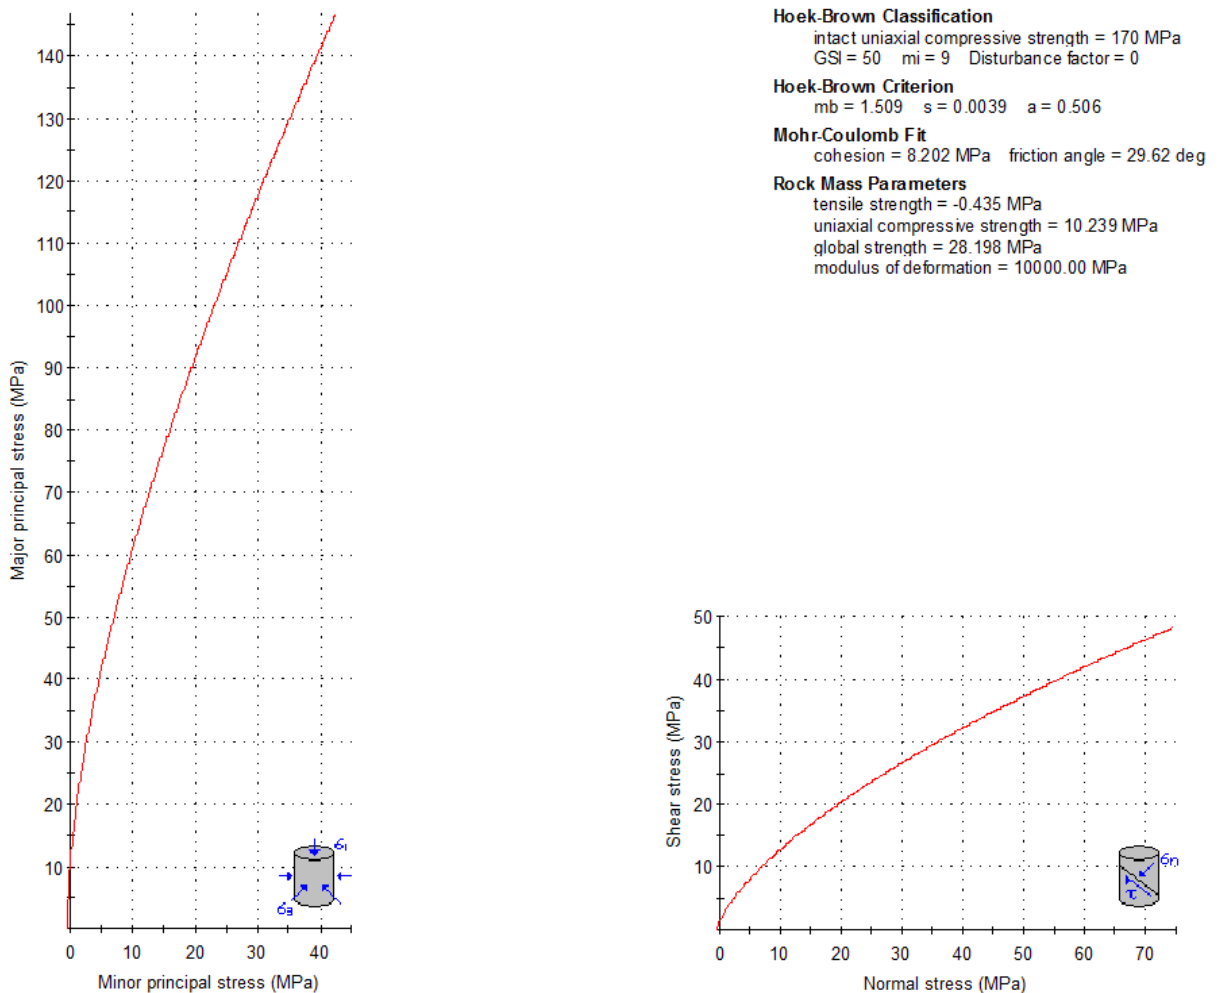 Hoek-Brown Classification
intact uniaxial compressive strength = 170 MPa
GSI = 50 mi = 9 Disturbance factor = 0
Hoek-Brown Criterion
mb = 1.509 s = 0.0039 a = 0.506
Mohr-Coulomb Fit
cohesion = 8.202 MPa friction angle = 29.62 deg
Rock Mass Parameters
tensile strength = -0.435 MPa
uniaxial compressive strength = 10.239 MPa
global strength = 28.198 MPa
modulus of deformation = 10000.00 MPa
Major principal stress (MPa)
140
130
120
110
100
90
80
70
60
50
40
30
20
10
0 10 20 30 40
Minor principal stress (MPa)
σ1
σ3
Shear stress (MPa)
50
40
30
20
10
0 10 20 30 40 50 60 70
Normal stress (MPa)
σn
τ